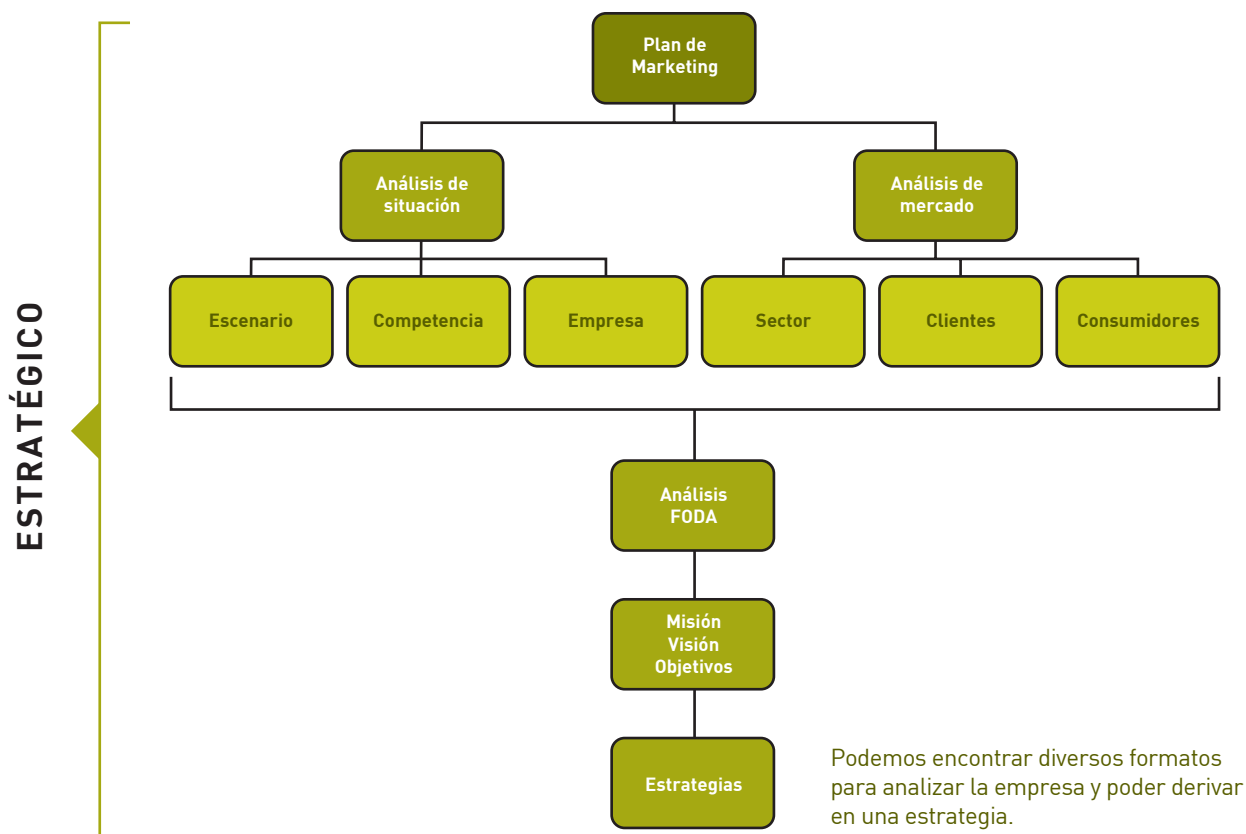 Plan de
Marketing
Análisis de
situación
Análisis de
mercado
Escenario
Competencia
Empresa
Sector
Clientes
Consumidores
ESTRATÉGICO
Análisis
FODA
Misión
Visión
Objetivos
Estrategias
Podemos encontrar diversos formatos
para analizar la empresa y poder derivar
en una estrategia.